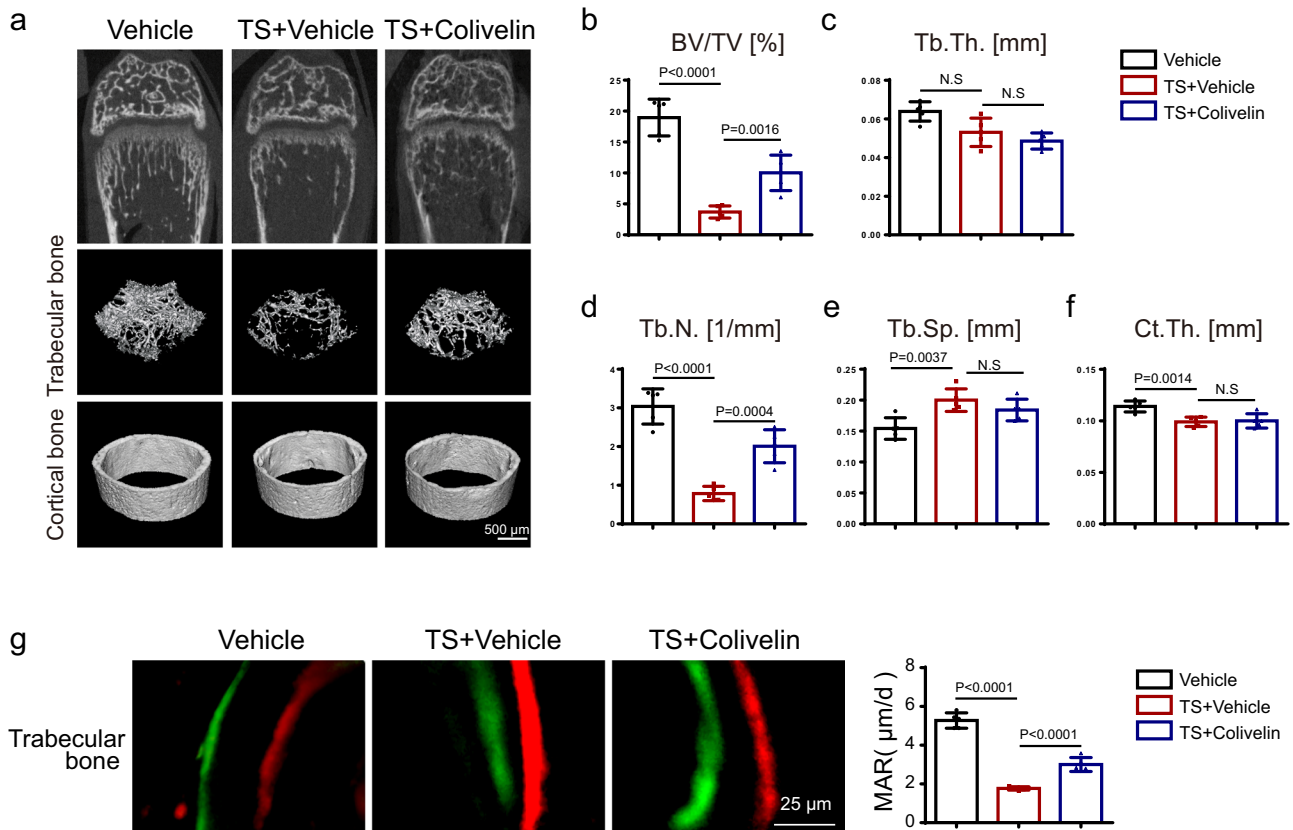 a
Vehicle TS+Vehicle TS+Colivelin
Trabecular bone
Cortical bone
500 µm
b
BV/TV [%]
25
20
15
10
5
0
P<0.0001
P=0.0016
c
Tb.Th. [mm]
0.08
0.06
0.04
0.02
0.00
N.S
N.S
Vehicle
TS+Vehicle
TS+Colivelin
d
Tb.N. [1/mm]
4
3
2
1
0
P<0.0001
P=0.0004
e
Tb.Sp. [mm]
0.25
0.20
0.15
0.10
0.05
0.00
P=0.0037
N.S
f
Ct.Th. [mm]
0.15
0.10
0.05
0.00
P=0.0014
N.S
g
Vehicle TS+Vehicle TS+Colivelin
Trabecular
bone
25 µm
MAR( µm/d )
8
6
4
2
0
P<0.0001
P<0.0001
Vehicle
TS+Vehicle
TS+Colivelin